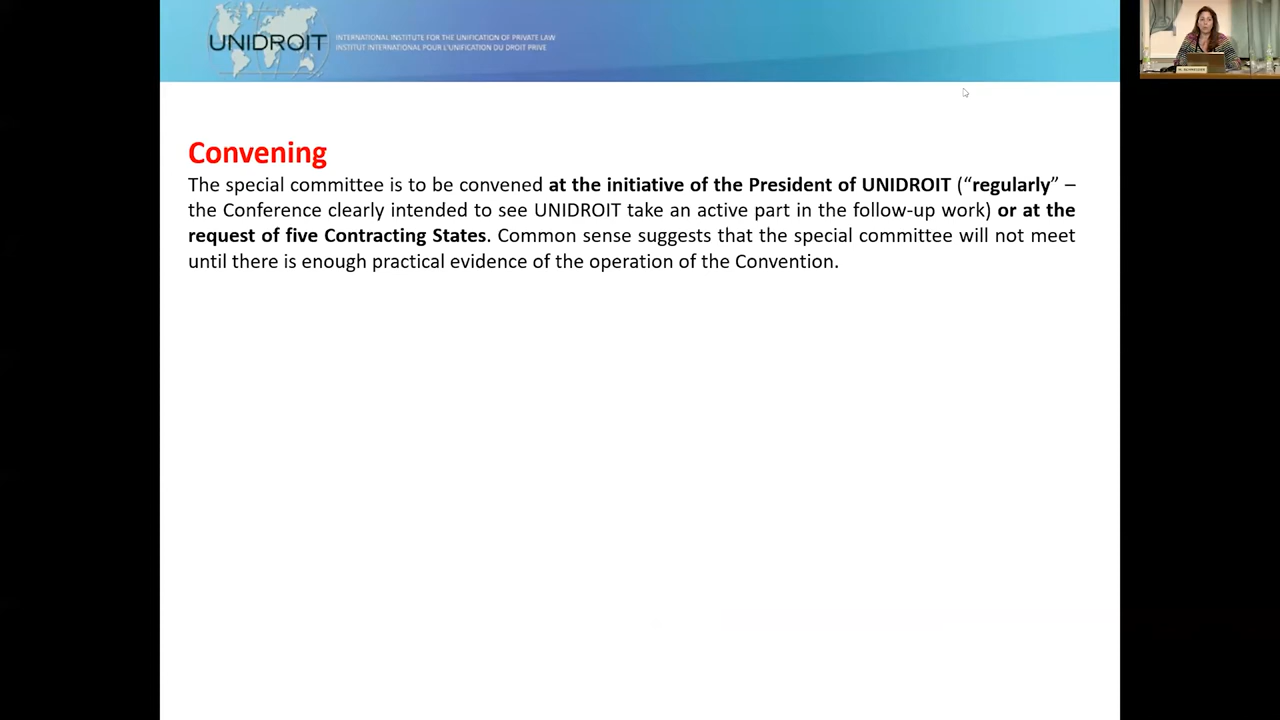 UNIDROIT
INTERNATIONAL INSTITUTE FOR THE UNIFICATION OF PRIVATE LAW
INSTITUT INTERNATIONAL POUR L'UNIFICATION DU DROIT PRIVE
Convening
The special committee is to be convened at the initiative of the President of UNIDROIT (“regularly” –
the Conference clearly intended to see UNIDROIT take an active part in the follow-up work) or at the
request of five Contracting States. Common sense suggests that the special committee will not meet
until there is enough practical evidence of the operation of the Convention.